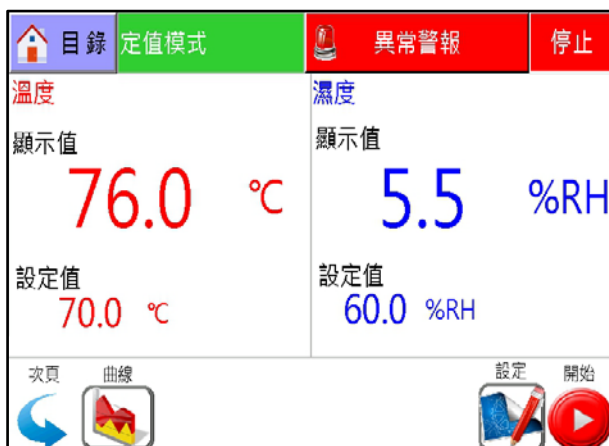 目錄 定值模式 異常警報 停止
溫度 濕度
顯示值 顯示值
76.0 ℃ 5.5 %RH
設定值 設定值
70.0 ℃ 60.0 %RH
次頁 曲線 設定 開始